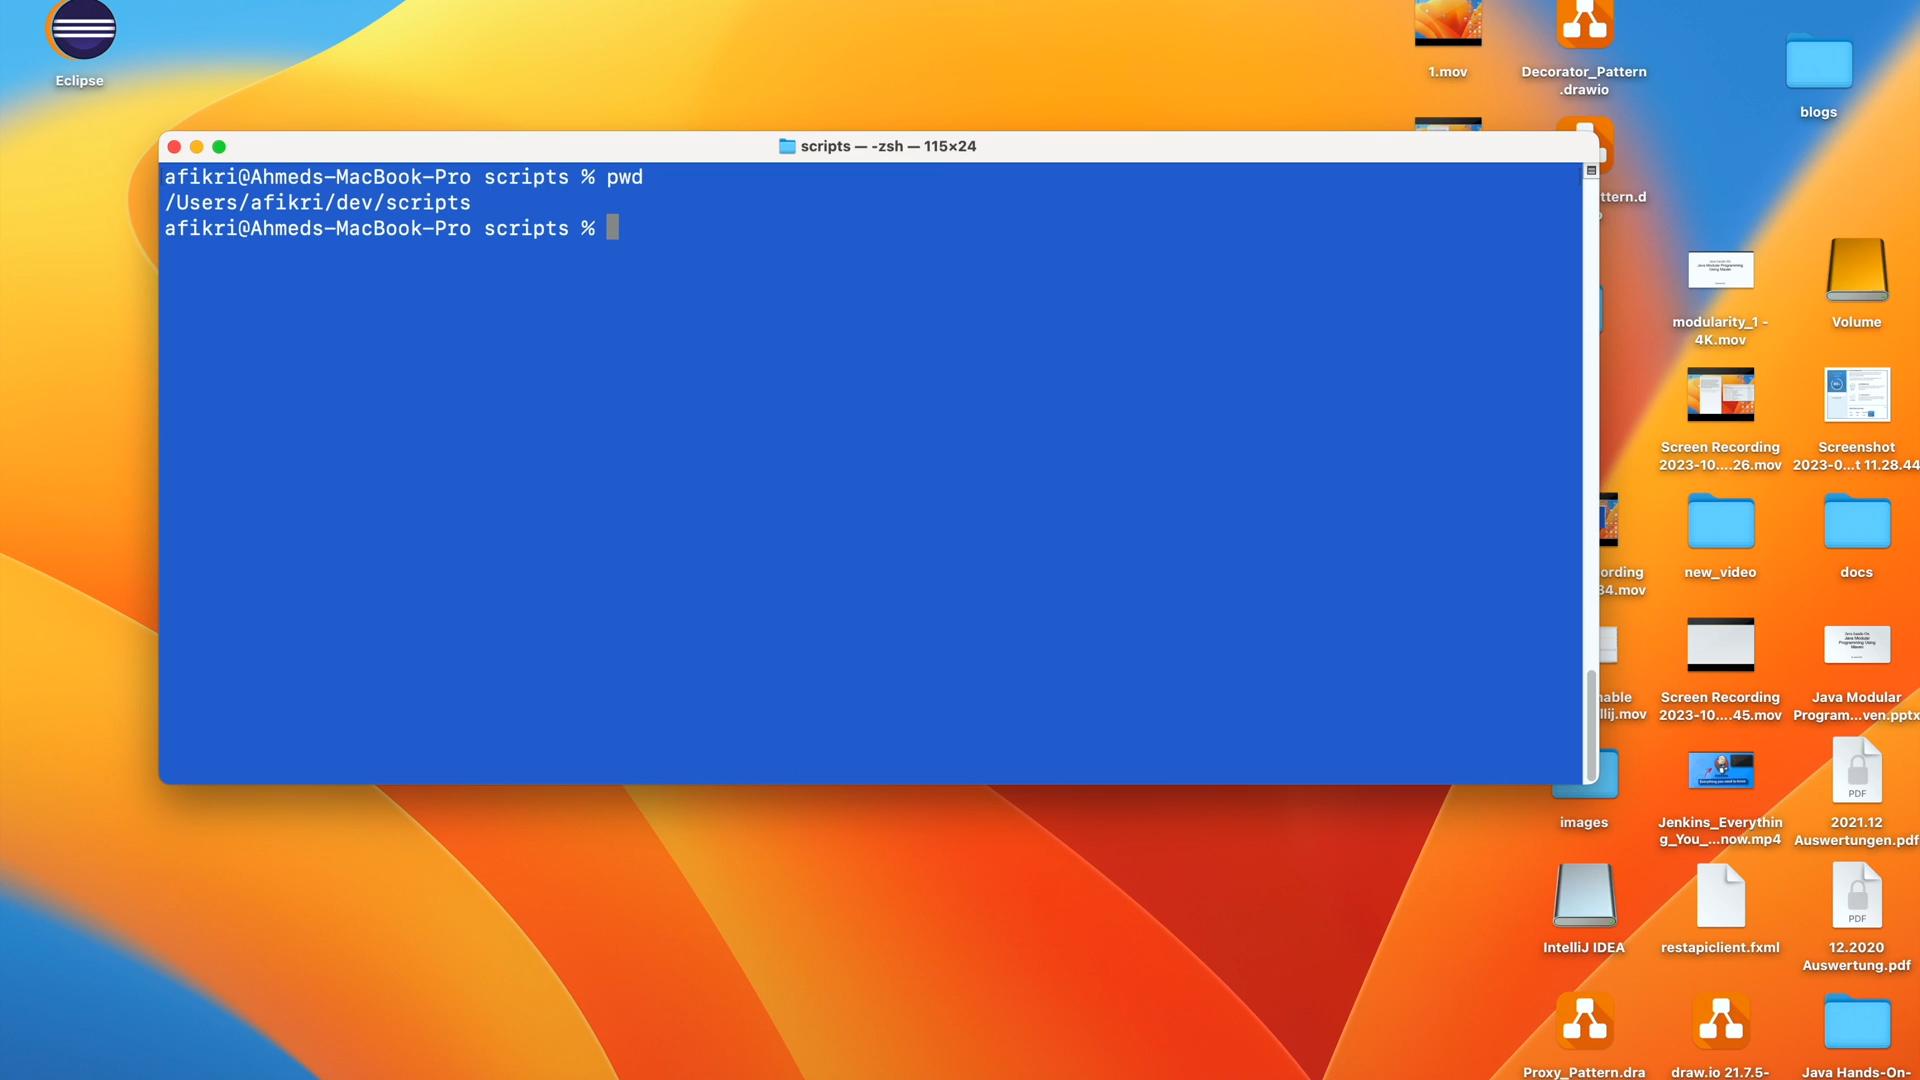 Eclipse
1.mov
Decorator_Pattern
.drawio
blogs
scripts — -zsh — 115×24
afikri@Ahmeds-MacBook-Pro scripts % pwd
/Users/afikri/dev/scripts
afikri@Ahmeds-MacBook-Pro scripts %
ttern.d
modularity_1 -
4K.mov
Volume
Screen Recording
2023-10....26.mov
Screenshot
2023-0...t 11.28.44
ording
34.mov
new_video
docs
nable
llij.mov
Screen Recording
2023-10....45.mov
Java Modular
Program...ven.pptx
images
Jenkins_Everythin
g_You_...now.mp4
PDF
2021.12
Auswertungen.pdf
IntelliJ IDEA
restapiclient.fxml
PDF
12.2020
Auswertung.pdf
Proxy_Pattern.dra
draw.io 21.7.5-
Java Hands-On-